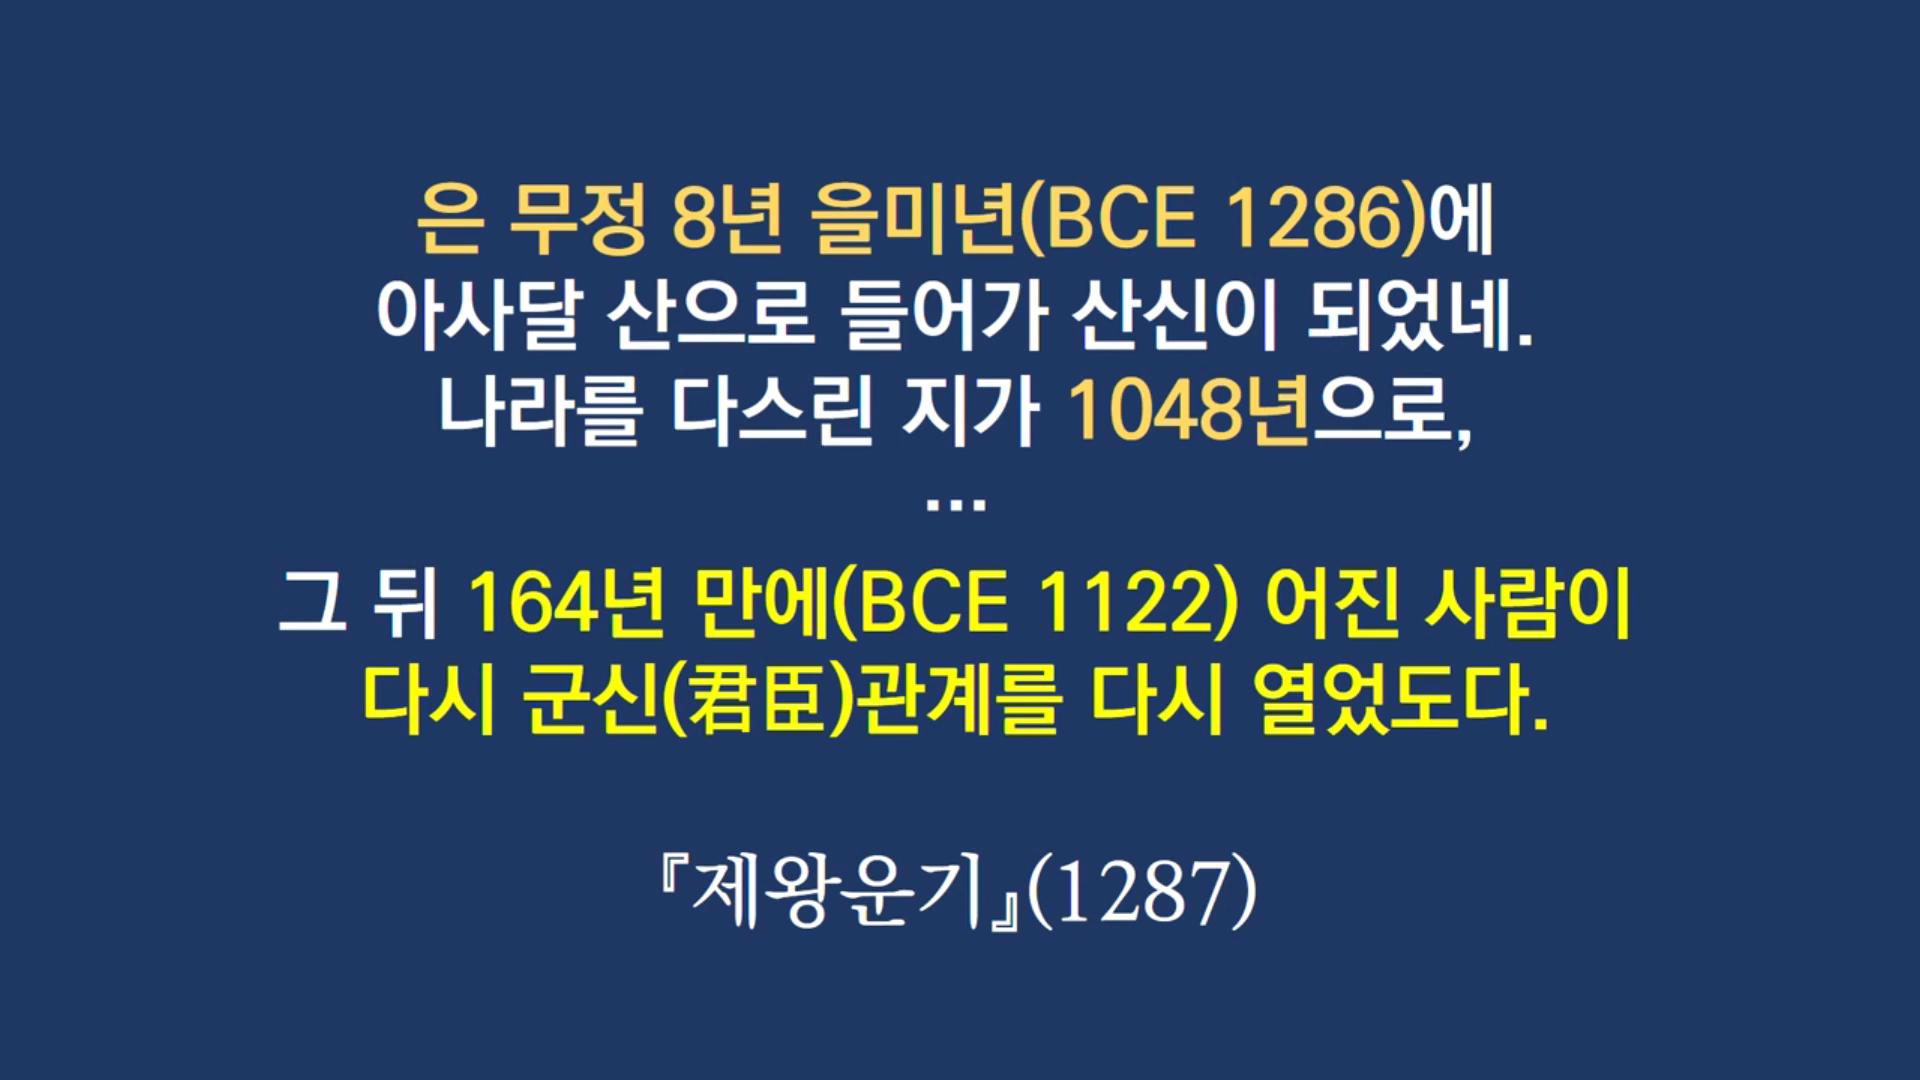 은 무정 8년 을미년(BCE 1286)에
아사달 산으로 들어가 산신이 되었네.
나라를 다스린 지가 1048년으로,
...
그 뒤 164년 만에(BCE 1122) 어진 사람이
다시 군신(君臣)관계를 다시 열었도다.
『제왕운기』(1287)